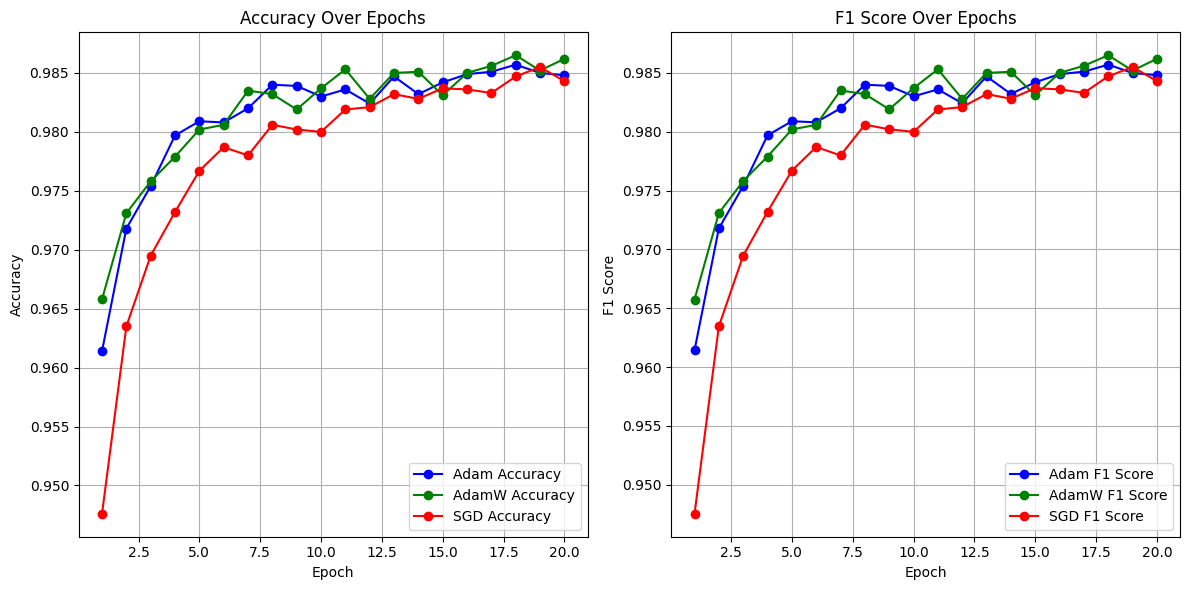 Accuracy Over Epochs
Accuracy
0.985
0.980
0.975
0.970
0.965
0.960
0.955
0.950
2.5 5.0 7.5 10.0 12.5 15.0 17.5 20.0
Epoch
Adam Accuracy
AdamW Accuracy
SGD Accuracy
F1 Score Over Epochs
F1 Score
0.985
0.980
0.975
0.970
0.965
0.960
0.955
0.950
2.5 5.0 7.5 10.0 12.5 15.0 17.5 20.0
Epoch
Adam F1 Score
AdamW F1 Score
SGD F1 Score